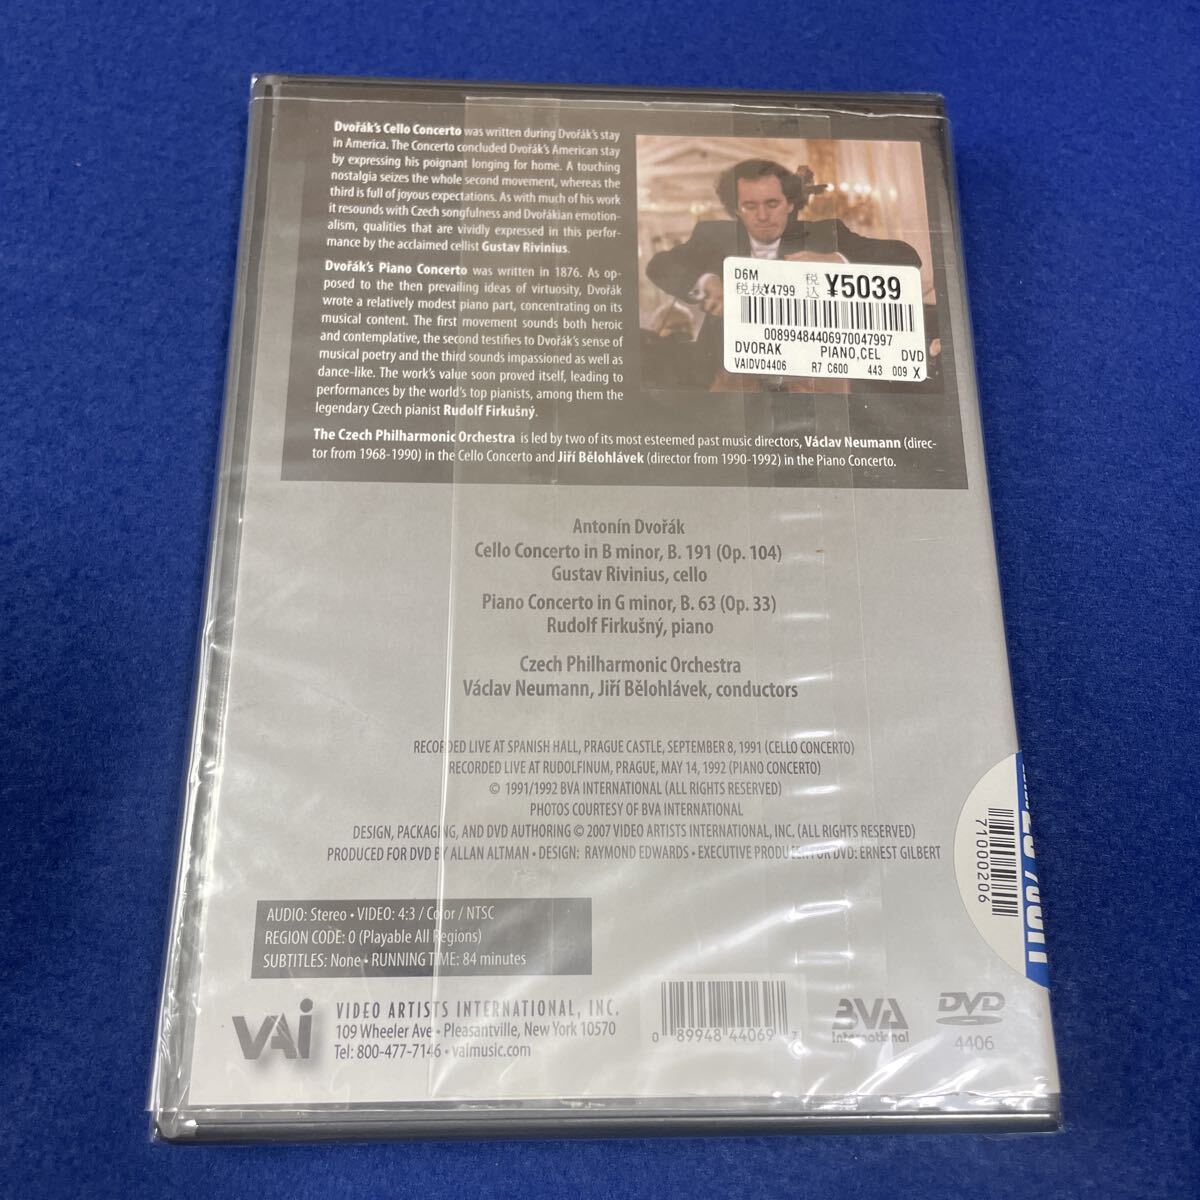 Dvořák's Cello Concerto was written during Dvořák's stay
in America. The Concerto concluded Dvořák's American stay
by expressing his poignant longing for home. A touching
nostalgia seizes the whole second movement, whereas the
third is full of joyous expectations. As with much of his work
it resounds with Czech songfulness and Dvořákian emotion-
alism, qualities that are vividly expressed in this perfor-
mance by the acclaimed cellist Gustav Rivinius.
Dvořák's Piano Concerto was written in 1876. As op-
posed to the then prevailing ideas of virtuosity, Dvořák
wrote a relatively modest piano part, concentrating on its
musical content. The first movement sounds both heroic
and contemplative, the second testifies to Dvořák's sense of
musical poetry and the third sounds impassioned as well as
dance-like. The work's value soon proved itself, leading to
performances by the world's top pianists, among them the
legendary Czech pianist Rudolf Firkušný.
D6M
税抜¥4799 税込 ¥5039
00899484406970047997
DVORAK PIANO,CEL DVD
VAIDVD4406 R7 C600 443 009 X
The Czech Philharmonic Orchestra is led by two of its most esteemed past music directors, Václav Neumann (direc-
tor from 1968-1990) in the Cello Concerto and Jiří Bělohlávek (director from 1990-1992) in the Piano Concerto.
Antonín Dvořák
Cello Concerto in B minor, B. 191 (Op. 104)
Gustav Rivinius, cello
Piano Concerto in G minor, B. 63 (Op. 33)
Rudolf Firkušný, piano
Czech Philharmonic Orchestra
Václav Neumann, Jiří Bělohlávek, conductors
RECORDED LIVE AT SPANISH HALL, PRAGUE CASTLE, SEPTEMBER 8, 1991 (CELLO CONCERTO)
RECORDED LIVE AT RUDOLFINUM, PRAGUE, MAY 14, 1992 (PIANO CONCERTO)
© 1991/1992 BVA INTERNATIONAL (ALL RIGHTS RESERVED)
PHOTOS COURTESY OF BVA INTERNATIONAL
DESIGN, PACKAGING, AND DVD AUTHORING © 2007 VIDEO ARTISTS INTERNATIONAL, INC. (ALL RIGHTS RESERVED)
PRODUCED FOR DVD BY ALLAN ALTMAN • DESIGN: RAYMOND EDWARDS • EXECUTIVE PRODUCER FOR DVD: ERNEST GILBERT
71000206
AUDIO: Stereo • VIDEO: 4:3 / Color / NTSC
REGION CODE: 0 (Playable All Regions)
SUBTITLES: None • RUNNING TIME: 84 minutes
VAI
VIDEO ARTISTS INTERNATIONAL, INC.
109 Wheeler Ave • Pleasantville, New York 10570
Tel: 800-477-7146 • vaimusic.com
0 89948 44069 7
BVA
International
DVD
4406